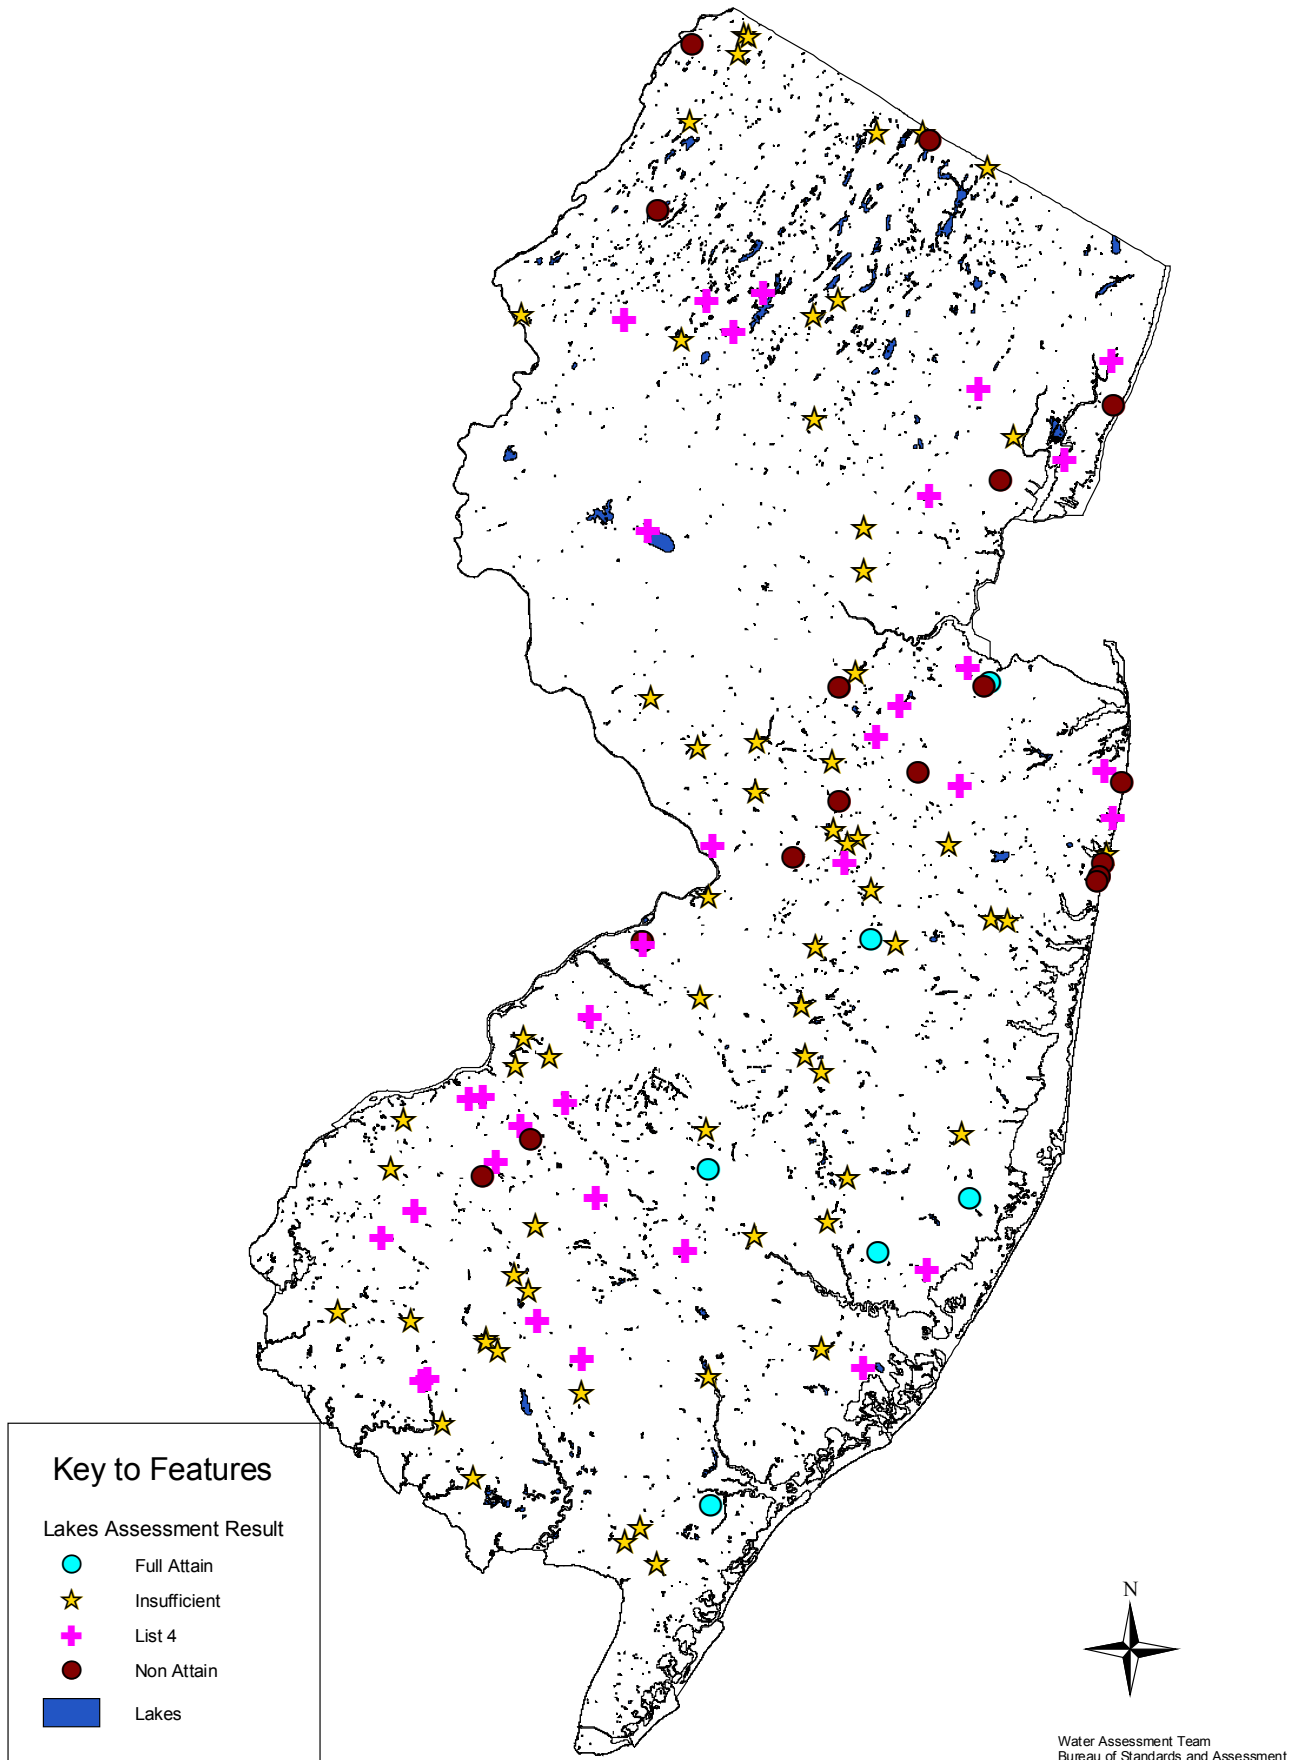 Key to Features
Lakes Assessment Result
Full Attain
Insufficient
List 4
Non Attain
Lakes
N
Water Assessment Team
Bureau of Standards and Assessment